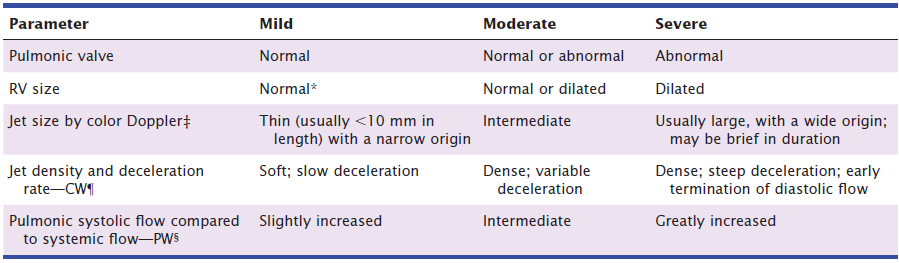 Parameter Mild Moderate Severe
Pulmonic valve Normal Normal or abnormal Abnormal
RV size Normal* Normal or dilated Dilated
Jet size by color Doppler‡ Thin (usually <10 mm in Intermediate Usually large, with a wide origin;
length) with a narrow origin may be brief in duration
Jet density and deceleration Soft; slow deceleration Dense; variable Dense; steep deceleration; early
rate—CW¶ deceleration termination of diastolic flow
Pulmonic systolic flow compared Slightly increased Intermediate Greatly increased
to systemic flow—PW§